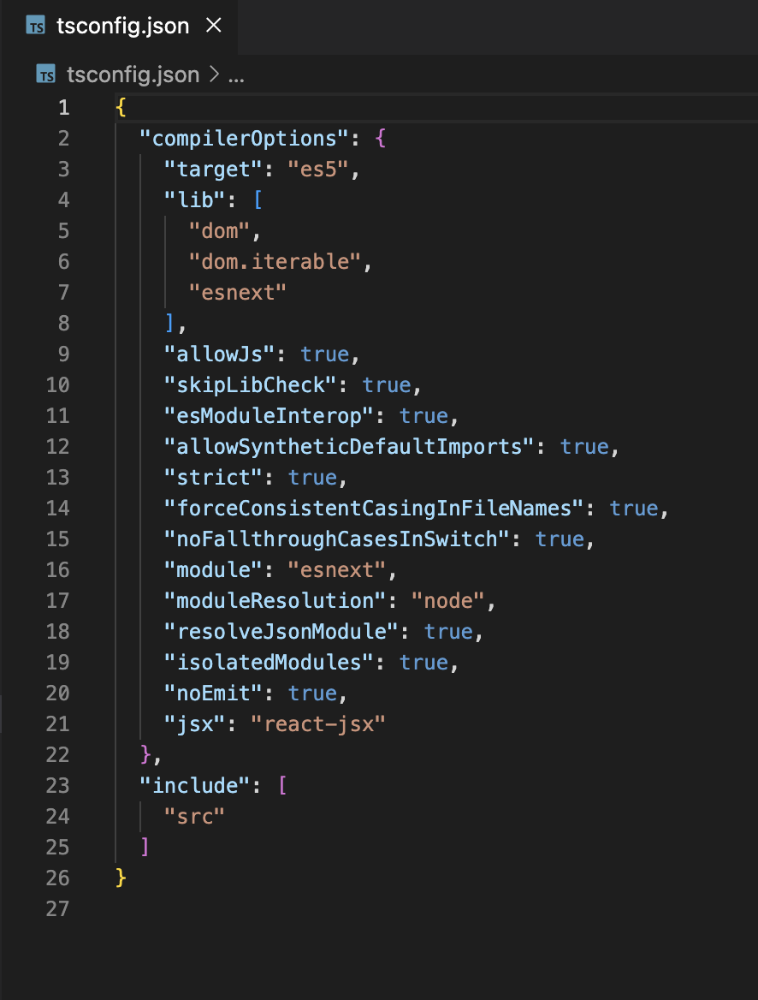 TS tsconfig.json ×
TS tsconfig.json > ...
1 {
2   "compilerOptions": {
3     "target": "es5",
4     "lib": [
5       "dom",
6       "dom.iterable",
7       "esnext"
8     ],
9     "allowJs": true,
10     "skipLibCheck": true,
11     "esModuleInterop": true,
12     "allowSyntheticDefaultImports": true,
13     "strict": true,
14     "forceConsistentCasingInFileNames": true,
15     "noFallthroughCasesInSwitch": true,
16     "module": "esnext",
17     "moduleResolution": "node",
18     "resolveJsonModule": true,
19     "isolatedModules": true,
20     "noEmit": true,
21     "jsx": "react-jsx"
22   },
23   "include": [
24     "src"
25   ]
26 }
27